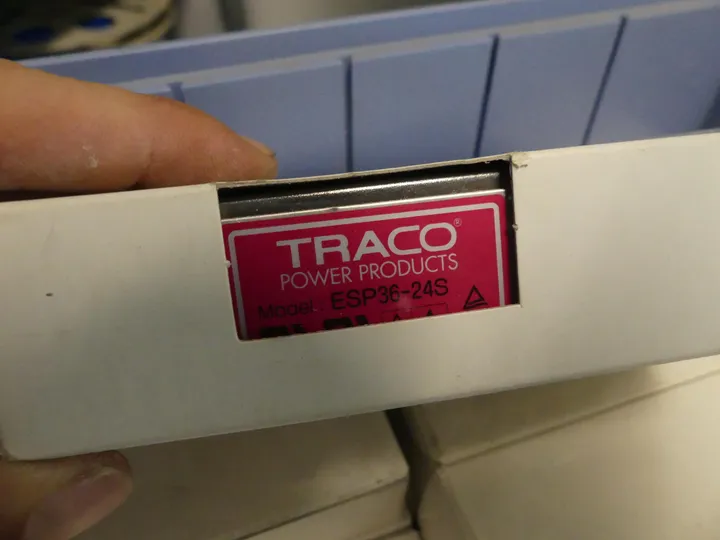 TRACO®
POWER PRODUCTS
Model: ESP36-24S